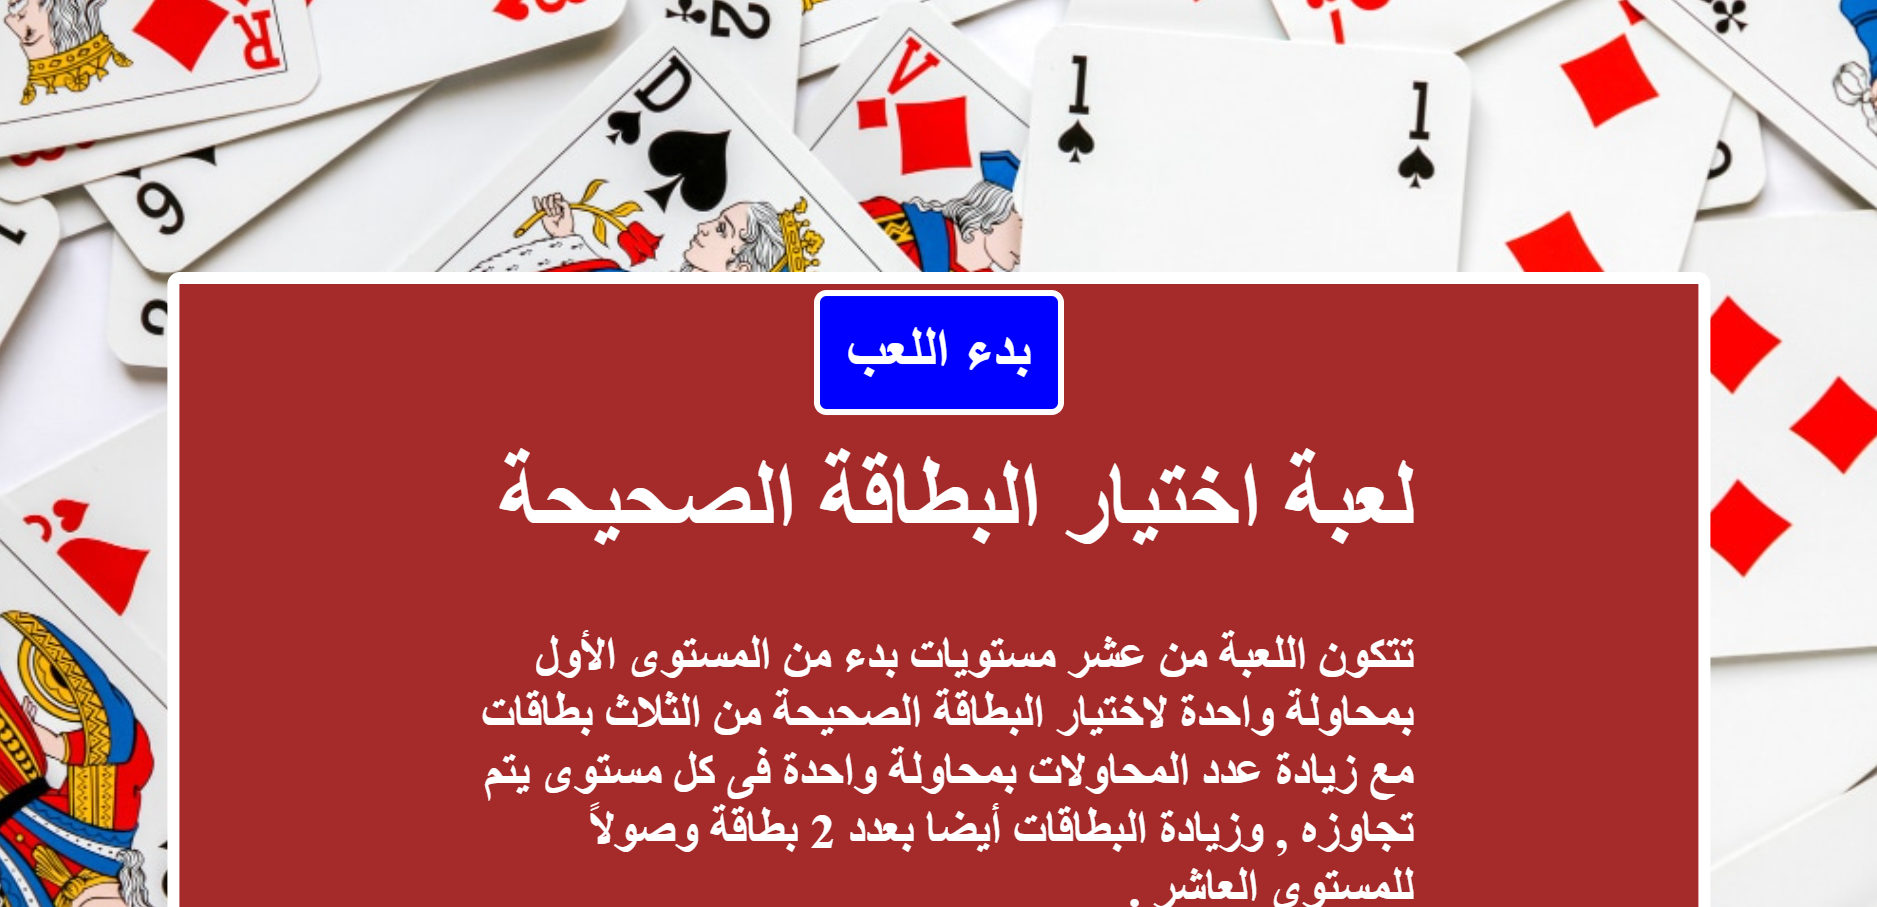 R
2
D
V
1
1
6
بدء اللعب
لعبة اختيار البطاقة الصحيحة
تتكون اللعبة من عشر مستويات بدء من المستوى الأول
بمحاولة واحدة لاختيار البطاقة الصحيحة من الثلاث بطاقات
مع زيادة عدد المحاولات بمحاولة واحدة فى كل مستوى يتم
تجاوزه , وزيادة البطاقات أيضا بعدد 2 بطاقة وصولاً
للمستوى العاشر .